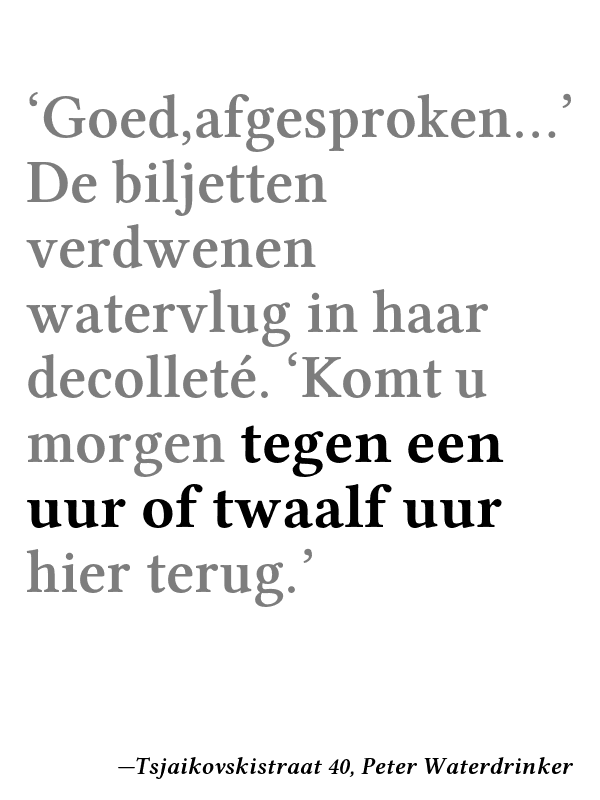 ‘Goed,afgesproken...’
De biljetten
verdwenen
watervlug in haar
decolleté. ‘Komt u
morgen tegen een
uur of twaalf uur
hier terug.’
—Tsjaikovskistraat 40, Peter Waterdrinker